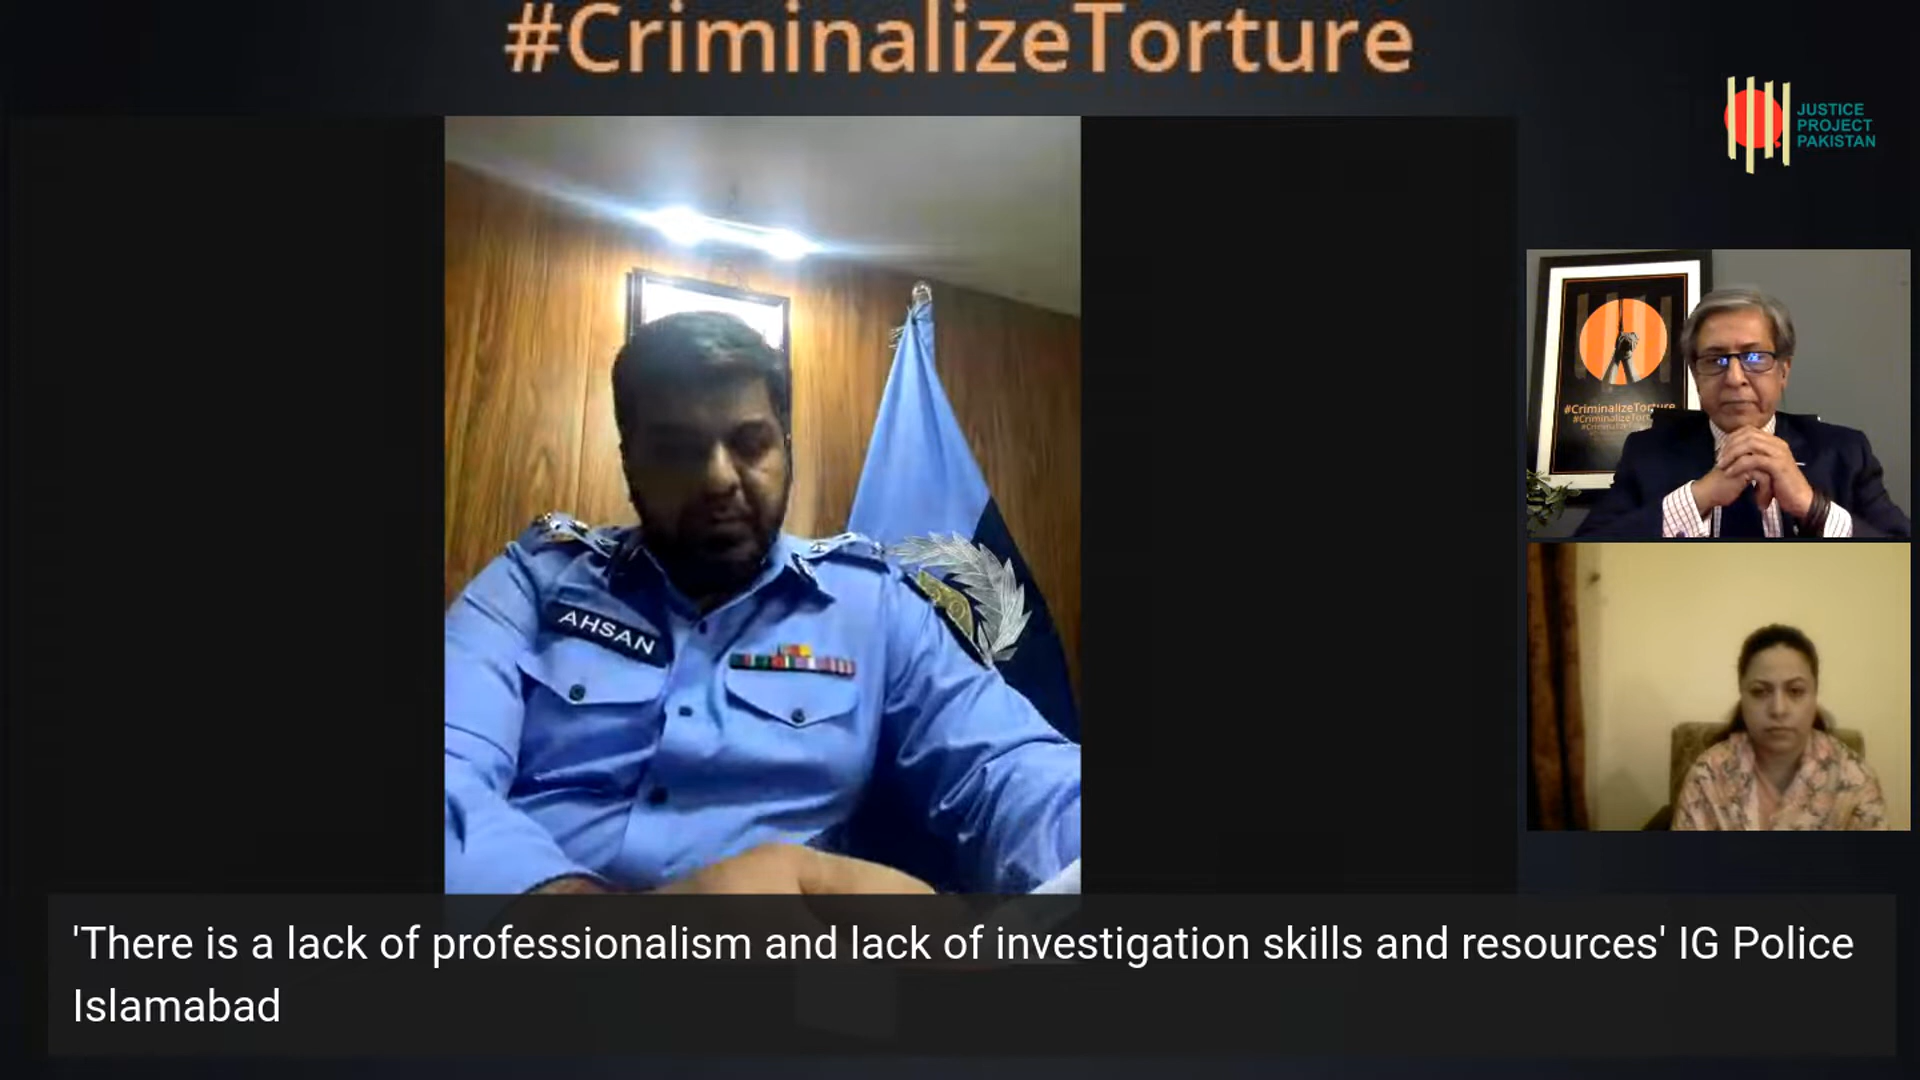 #CriminalizeTorture
JUSTICE
PROJECT
PAKISTAN
AHSAN
#CriminalizeTorture
'There is a lack of professionalism and lack of investigation skills and resources' IG Police
Islamabad